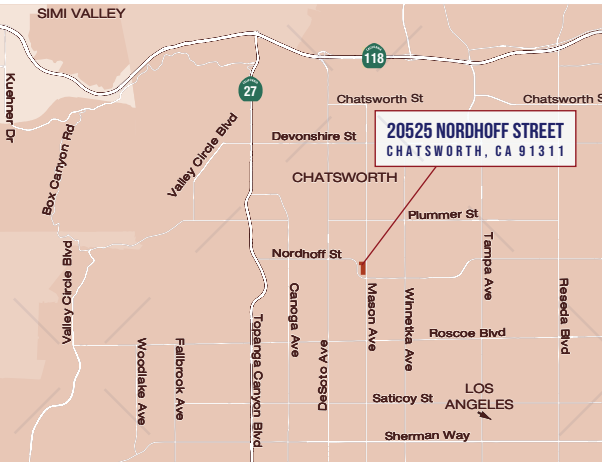 SIMI VALLEY
118
27
Kuehner Dr
Chatsworth St
Chatsworth S
20525 NORDHOFF STREET
CHATSWORTH, CA 91311
Box Canyon Rd
Valley Circle Blvd
Devonshire St
CHATSWORTH
Plummer St
Nordhoff St
Tampa Ave
Valley Circle Blvd
Canoga Ave
Mason Ave
Winnetka Ave
Reseda Blvd
Topanga Canyon Blvd
Roscoe Blvd
Woodlake Ave
Fallbrook Ave
DeSoto Ave
LOS
ANGELES
Saticoy St
Sherman Way